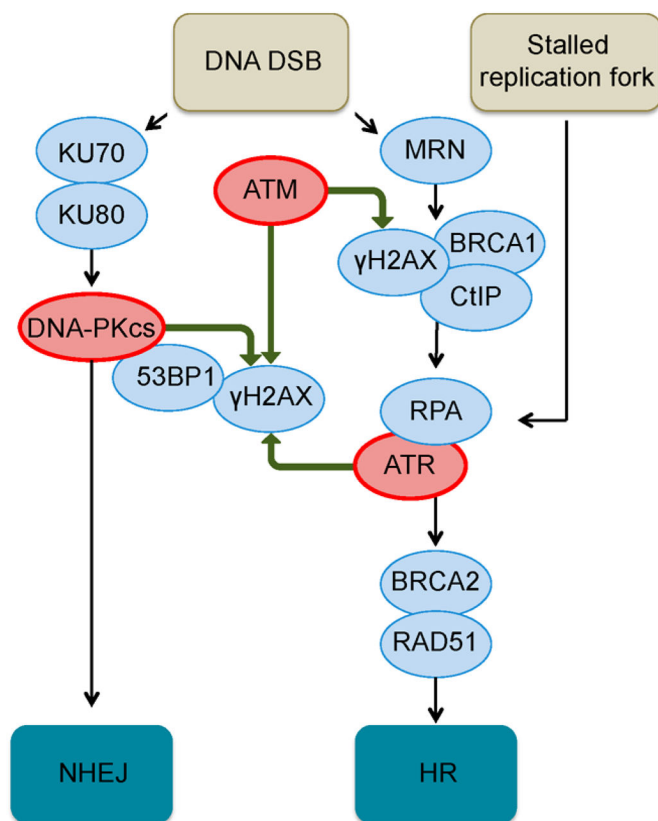 DNA DSB
Stalled
replication fork
KU70
MRN
ATM
KU80
BRCA1
γH2AX
CtIP
DNA-PKcs
53BP1
γH2AX
RPA
ATR
BRCA2
RAD51
NHEJ
HR